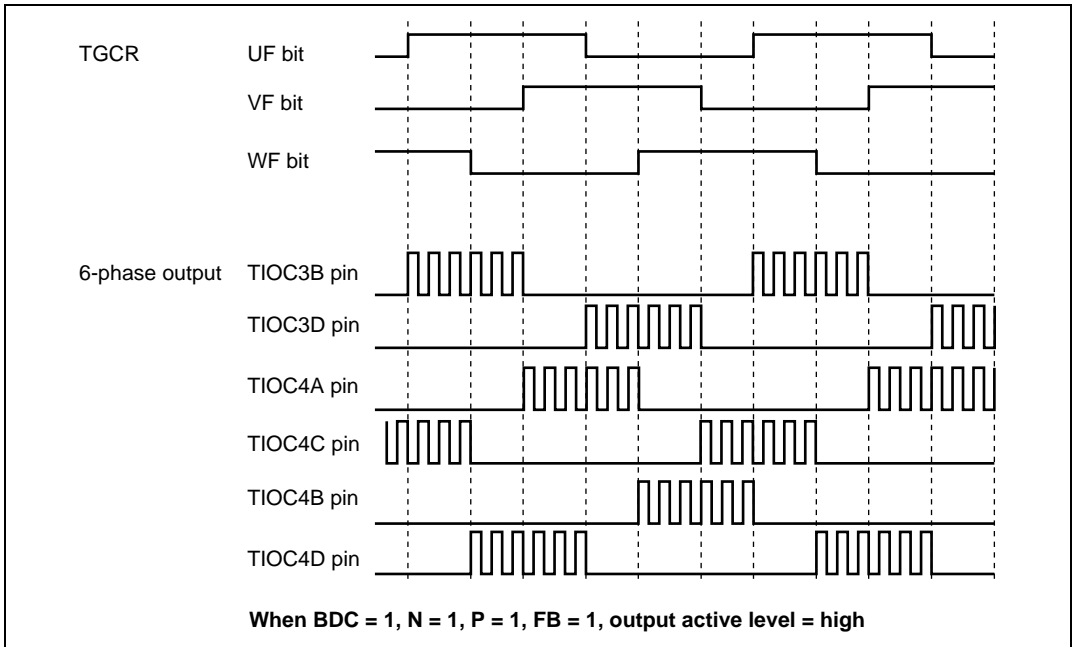 TGCR UF bit
VF bit
WF bit
6-phase output TIOC3B pin
TIOC3D pin
TIOC4A pin
TIOC4C pin
TIOC4B pin
TIOC4D pin
When BDC = 1, N = 1, P = 1, FB = 1, output active level = high